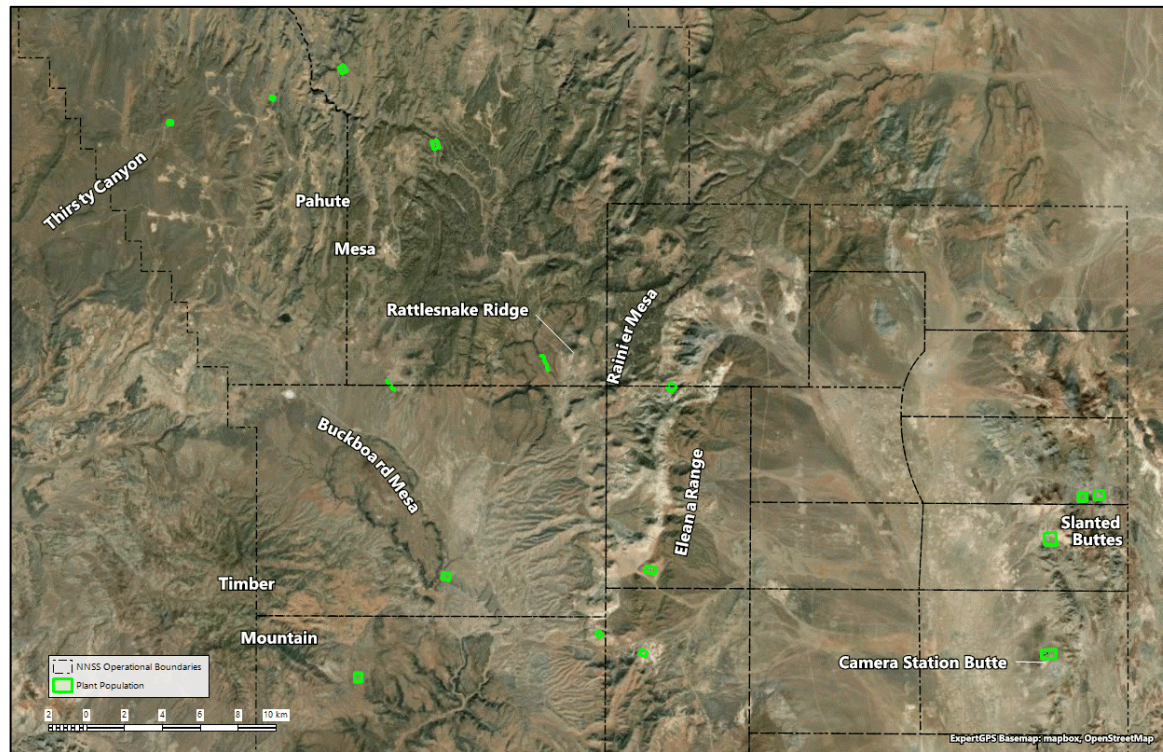 Thirsty Canyon
Pahute
Mesa
Rattlesnake Ridge
Rainier Mesa
Buckboard Mesa
Eleana Range
Slanted
Buttes
Timber
Mountain
Camera Station Butte
NNSS Operational Boundaries
Plant Population
2 0 2 4 6 8 10 km
ExpertGPS Basemap: mapbox, OpenStreetMap